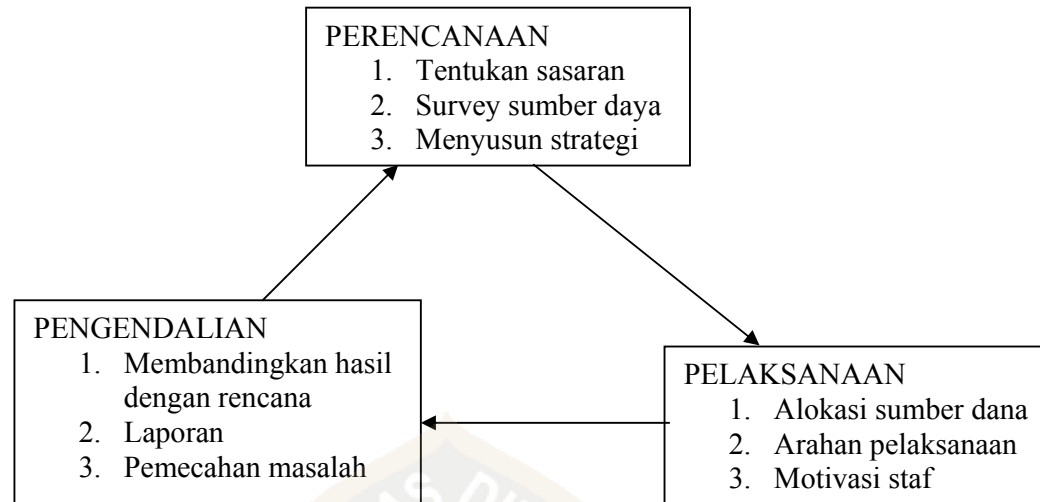 PERENCANAAN
1. Tentukan sasaran
2. Survey sumber daya
3. Menyusun strategi
PENGENDALIAN
1. Membandingkan hasil
dengan rencana
2. Laporan
3. Pemecahan masalah
PELAKSANAAN
1. Alokasi sumber dana
2. Arahan pelaksanaan
3. Motivasi staf